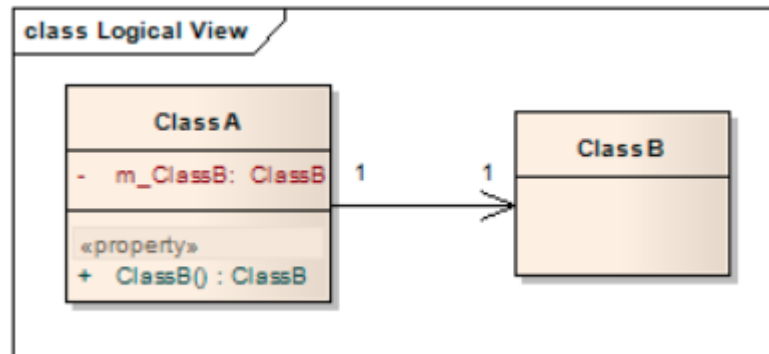 class Logical View
ClassA
- m_ClassB: ClassB
«property»
+ ClassB() : ClassB
1
1
ClassB